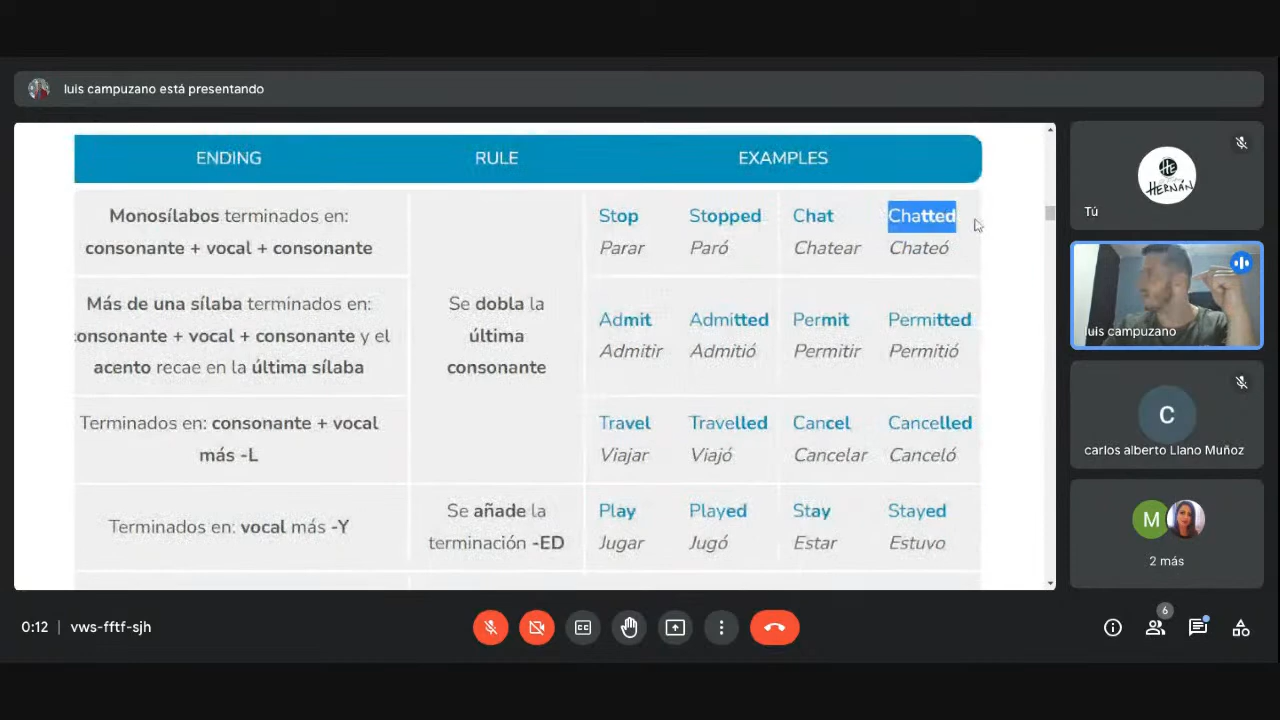 luis campuzano está presentando
ENDING RULE EXAMPLES
Monosílabos terminados en:
consonante + vocal + consonante
Stop Stopped Chat Chatted
Parar Paró Chatear Chateó
Más de una sílaba terminados en:
consonante + vocal + consonante y el
acento recae en la última sílaba
Se dobla la
última
consonante
Admit Admitted Permit Permitted
Admitir Admitió Permitir Permitió
Terminados en: consonante + vocal
más -L
Travel Travelled Cancel Cancelled
Viajar Viajó Cancelar Canceló
Terminados en: vocal más -Y
Se añade la
terminación -ED
Play Played Stay Stayed
Jugar Jugó Estar Estuvo
HE
HERNÁN
Tú
luis campuzano
C
carlos alberto Llano Muñoz
M
2 más
0:12 | vws-fftf-sjh
CC
6